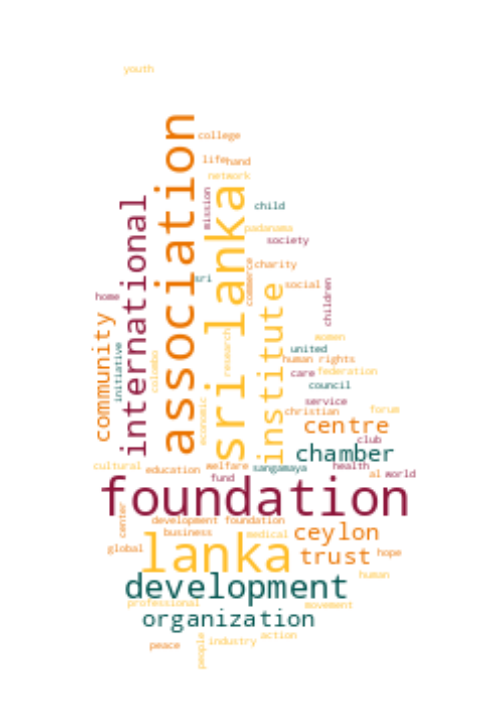 youth
association
college
life
hand
network
sri lanka
mission
child
international
padanama
society
charity
commerce
sri
social
institute
children
home
community
initiative
women
research
united
colombo
human rights
care
federation
council
economic
service
christian
forum
centre
club
chamber
cultural
education
welfare
sangamaya
health
fund
al
world
foundation
center
development foundation
business
medical
ceylon
global
lanka
trust
hope
human
development
professional
movement
organization
people
industry
action
peace